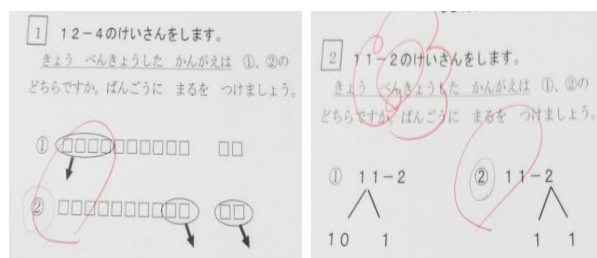 1 12－4のけいさんをします。
きょう べんきょうした かんがえは ①、②の
どちらですか。ばんごうに まるを つけましょう。
①
②
2 11－2のけいさんをします。
きょう べんきょうした かんがえは ①、②の
どちらですか。ばんごうに まるを つけましょう。
① 11－2
10 1
② 11－2
1 1